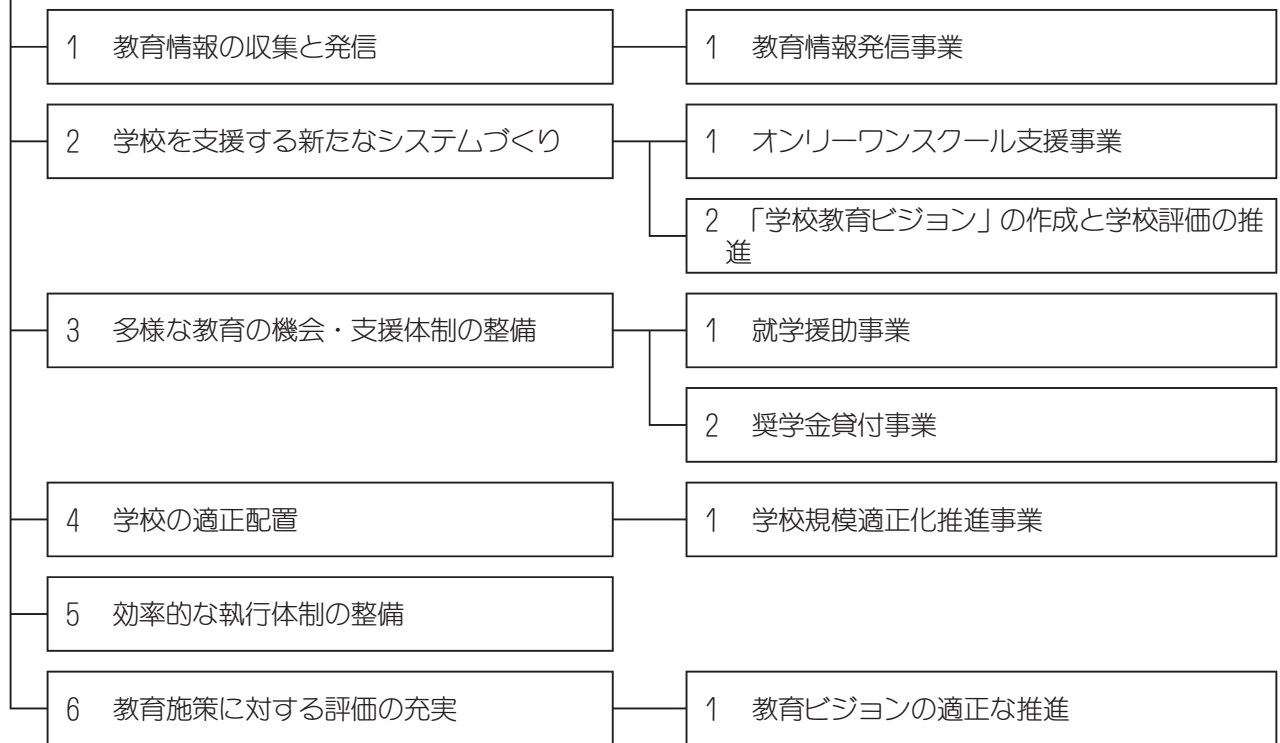 1　教育情報の収集と発信
1　教育情報発信事業
2　学校を支援する新たなシステムづくり
1　オンリーワンスクール支援事業
2　「学校教育ビジョン」の作成と学校評価の推
進
3　多様な教育の機会・支援体制の整備
1　就学援助事業
2　奨学金貸付事業
4　学校の適正配置
1　学校規模適正化推進事業
5　効率的な執行体制の整備
6　教育施策に対する評価の充実
1　教育ビジョンの適正な推進